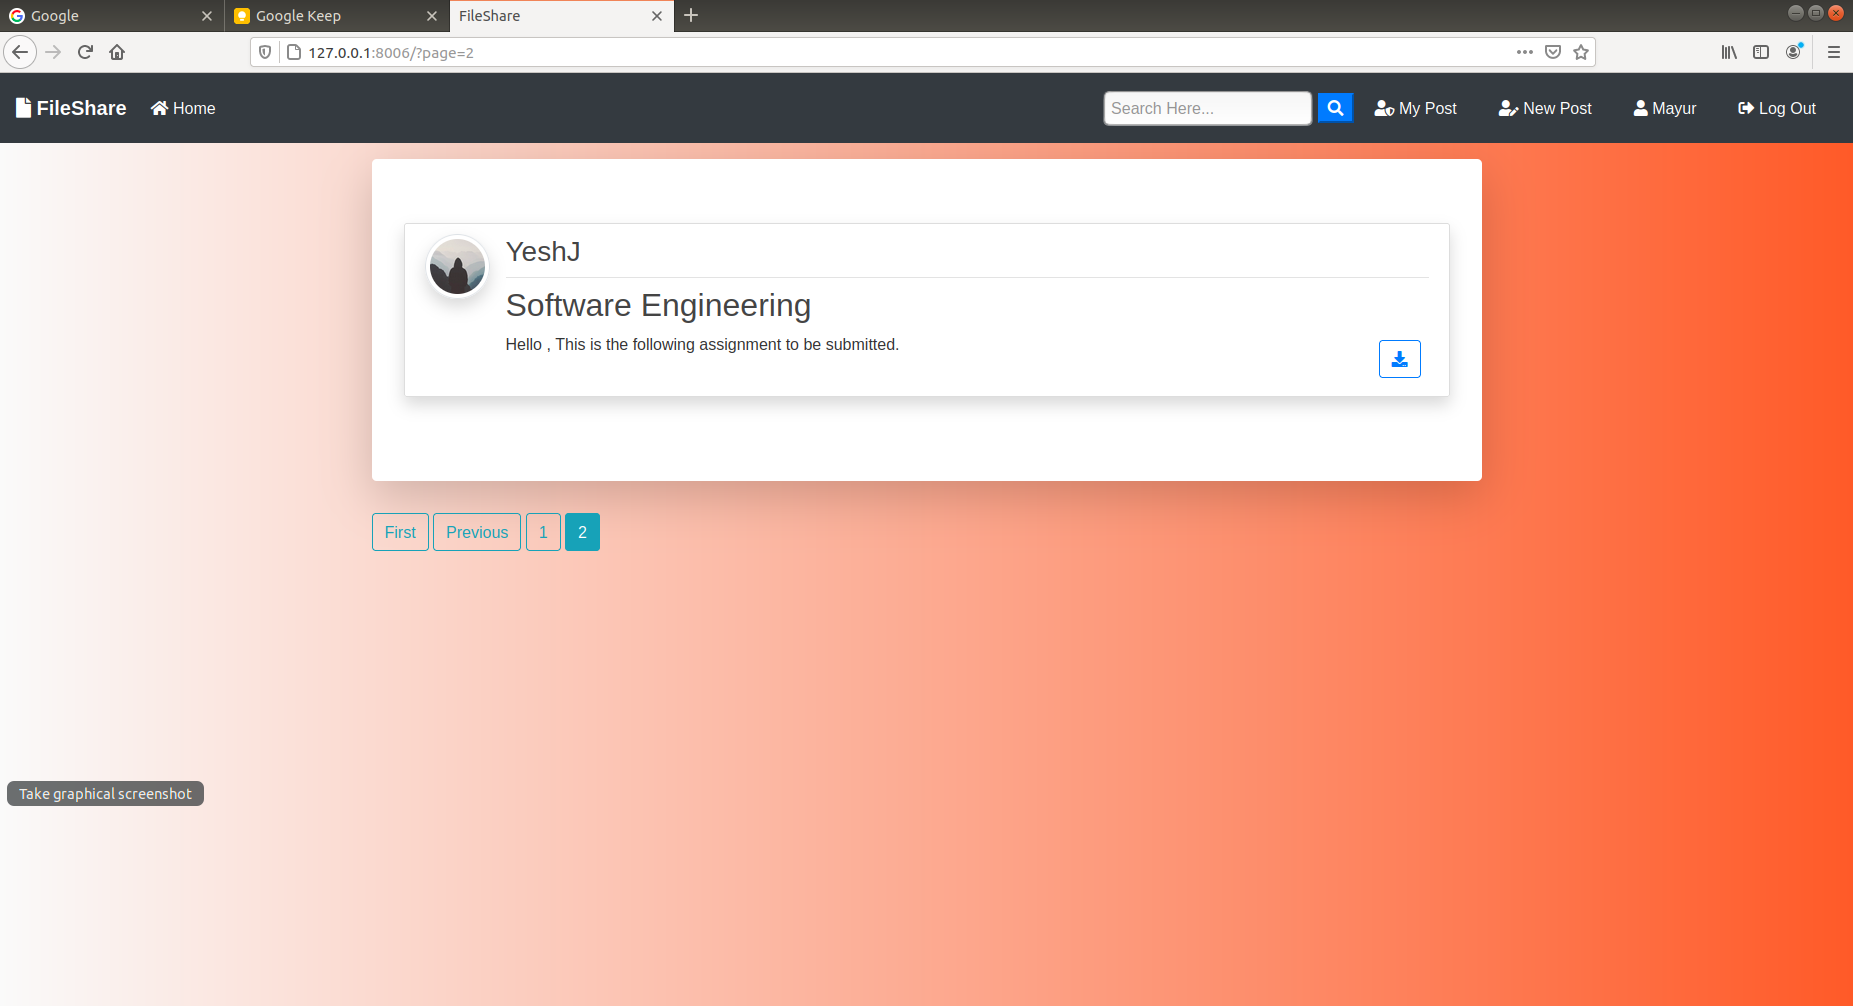 Google
Google Keep
FileShare
127.0.0.1:8006/?page=2
FileShare
Home
Search Here...
My Post
New Post
Mayur
Log Out
YeshJ
Software Engineering
Hello , This is the following assignment to be submitted.
First
Previous
1
2
Take graphical screenshot